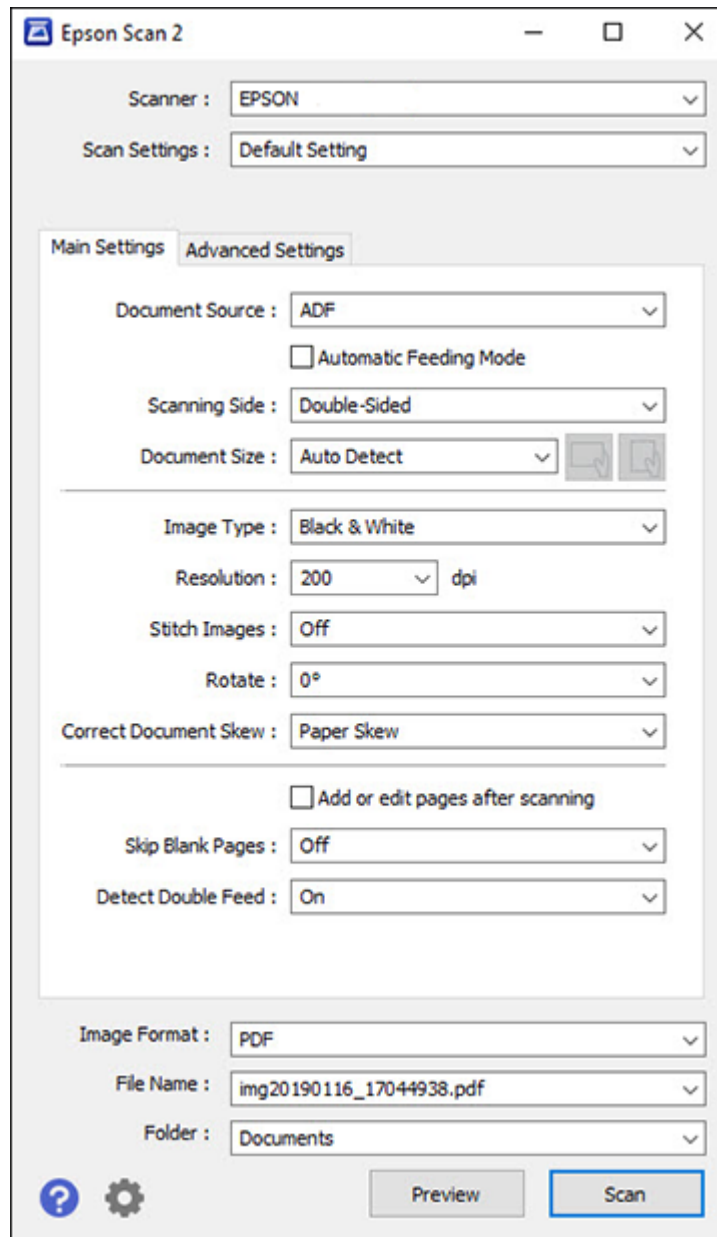 Epson Scan 2
Scanner : EPSON
Scan Settings : Default Setting
Main Settings Advanced Settings
Document Source : ADF
Automatic Feeding Mode
Scanning Side : Double-Sided
Document Size : Auto Detect
Image Type : Black & White
Resolution : 200 dpi
Stitch Images : Off
Rotate : 0°
Correct Document Skew : Paper Skew
Add or edit pages after scanning
Skip Blank Pages : Off
Detect Double Feed : On
Image Format : PDF
File Name : img20190116_17044938.pdf
Folder : Documents
? Preview Scan